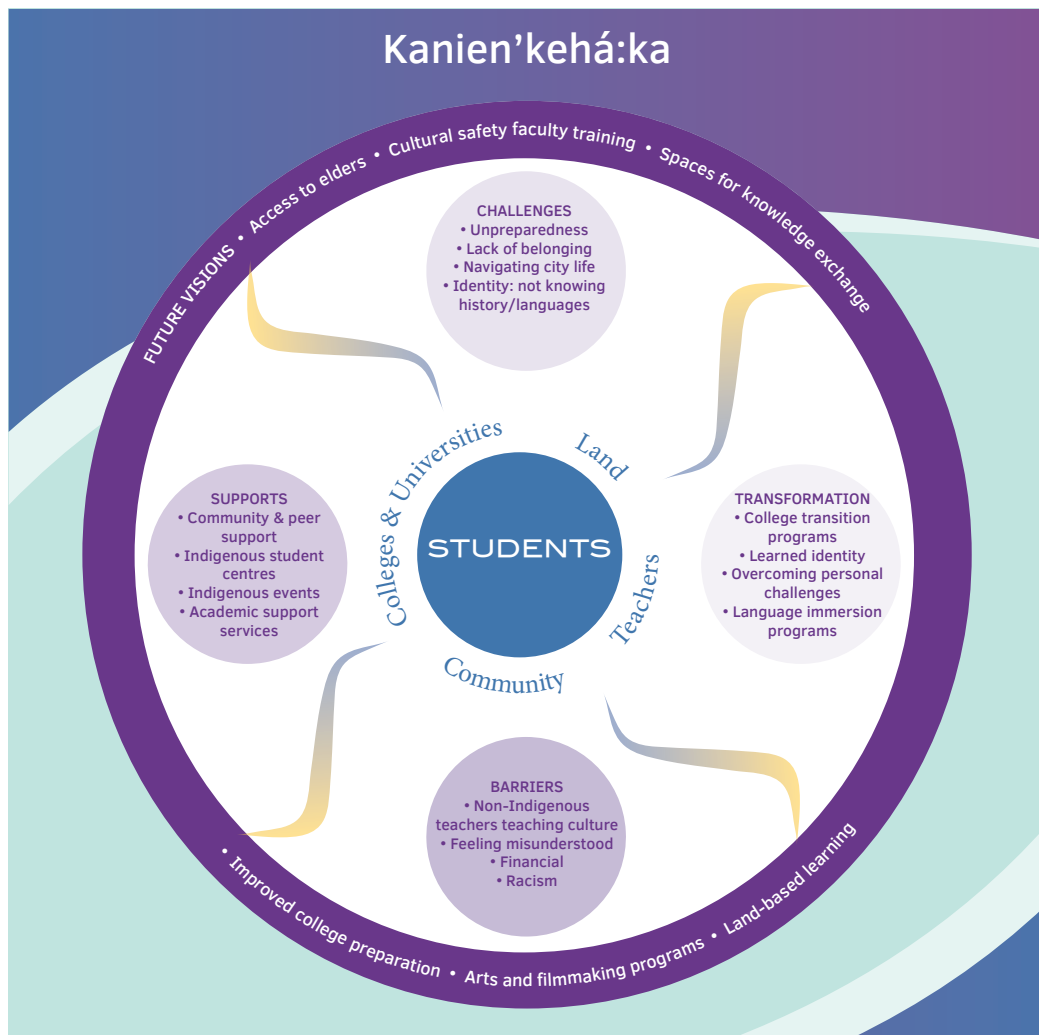 Kanien’kehá:ka
FUTURE VISIONS • Access to elders • Cultural safety faculty training • Spaces for knowledge exchange
CHALLENGES
• Unpreparedness
• Lack of belonging
• Navigating city life
• Identity: not knowing
history/languages
Colleges & Universities
Land
STUDENTS
Teachers
Community
SUPPORTS
• Community & peer
support
• Indigenous student
centres
• Indigenous events
• Academic support
services
TRANSFORMATION
• College transition
programs
• Learned identity
• Overcoming personal
challenges
• Language immersion
programs
BARRIERS
• Non-Indigenous
teachers teaching culture
• Feeling misunderstood
• Financial
• Racism
• Improved college preparation • Arts and filmmaking programs • Land-based learning